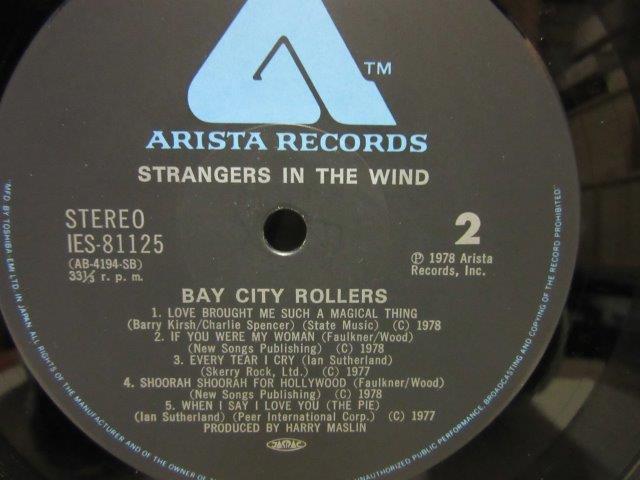 TM
ARISTA RECORDS
STRANGERS IN THE WIND
STEREO
IES-81125
(AB-4194-SB)
33⅓ r. p. m.
2
Ⓟ 1978 Arista
Records, Inc.
BAY CITY ROLLERS
1. LOVE BROUGHT ME SUCH A MAGICAL THING
(Barry Kirsh/Charlie Spencer) (State Music) (C) 1978
2. IF YOU WERE MY WOMAN (Faulkner/Wood)
(New Songs Publishing) (C) 1978
3. EVERY TEAR I CRY (Ian Sutherland)
(Skerry Rock, Ltd.) (C) 1977
4. SHOORAH SHOORAH FOR HOLLYWOOD (Faulkner/Wood)
(New Songs Publishing) (C) 1978
5. WHEN I SAY I LOVE YOU (THE PIE)
(Ian Sutherland) (Peer International Corp.) (C) 1977
PRODUCED BY HARRY MASLIN
JASRAC
"MFD. BY TOSHIBA EMI LTD. IN JAPAN ALL RIGHTS OF THE MANUFACTURER AND OF THE OWNER OF UNAUTHORIZED PUBLIC PERFORMANCE, BROADCASTING AND COPYING OF THE RECORD PROHIBITED"